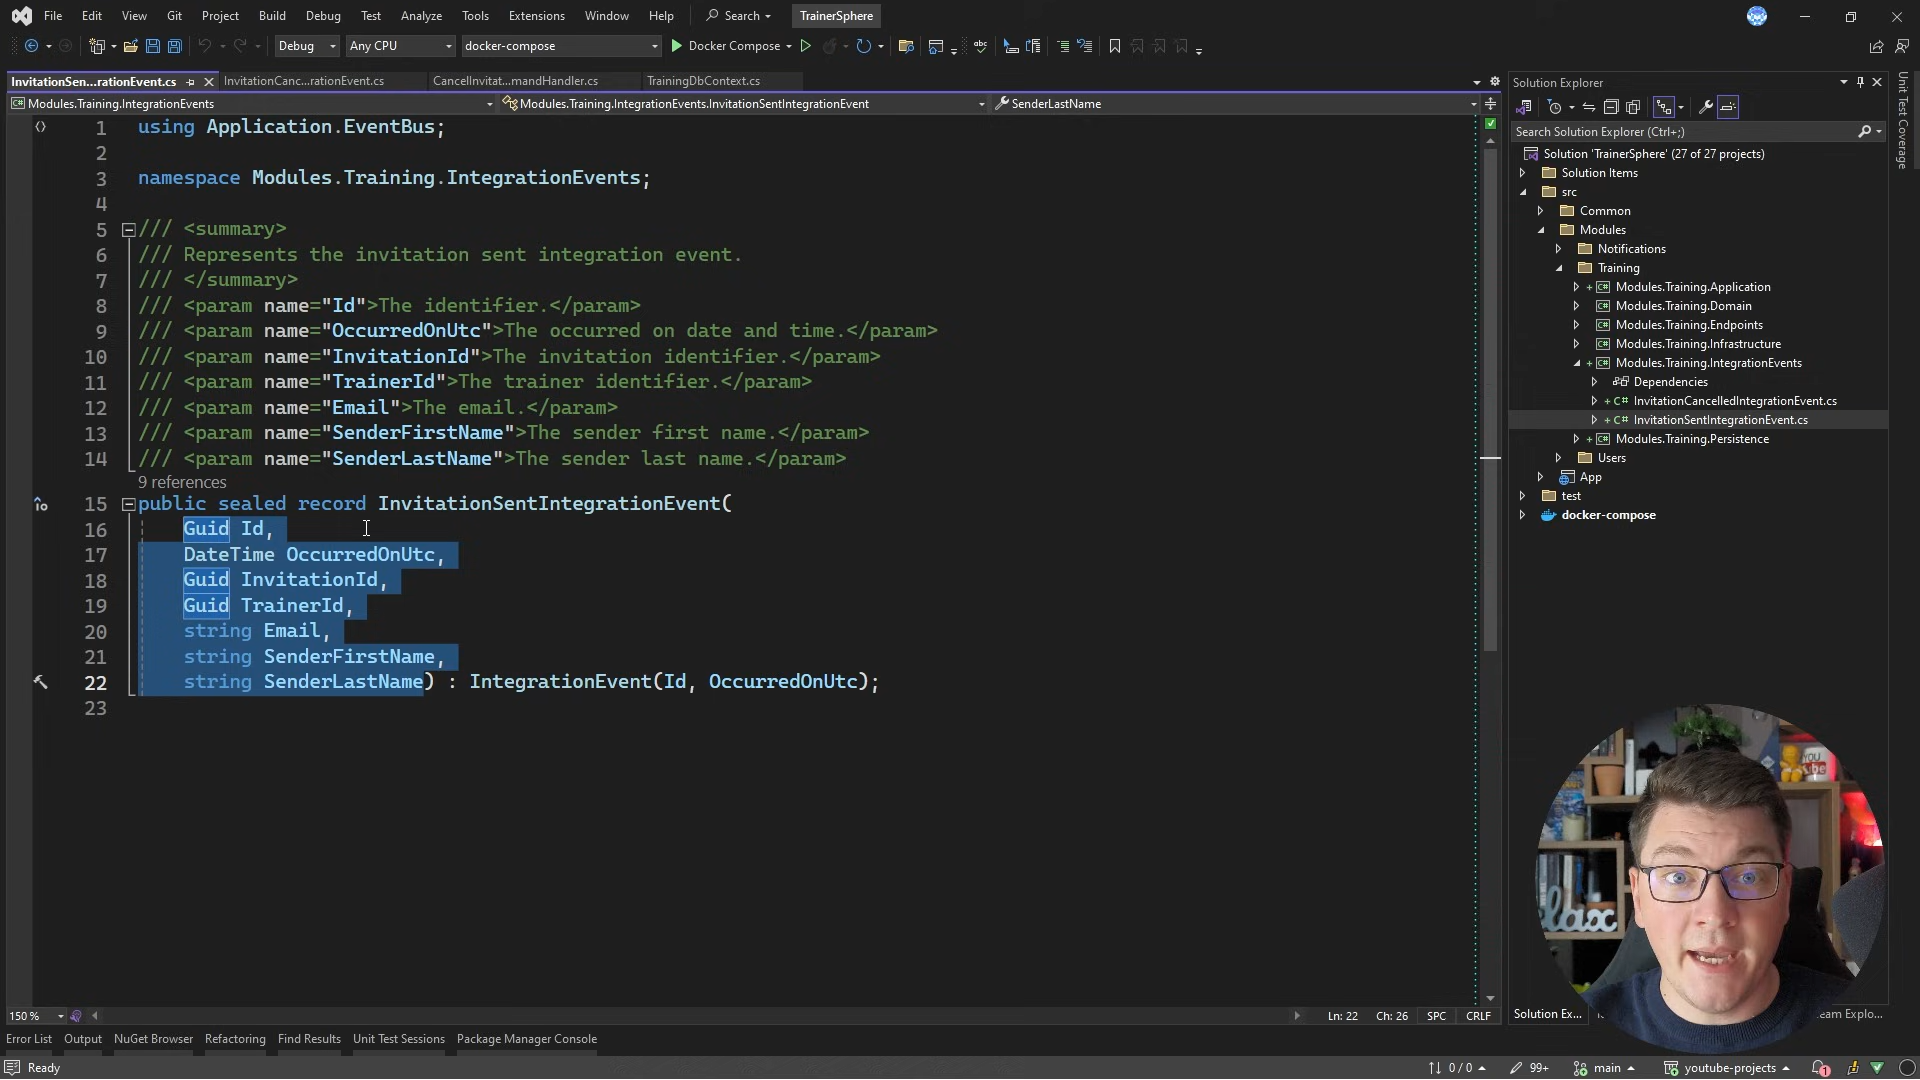 File Edit View Git Project Build Debug Test Analyze Tools Extensions Window Help Search TrainerSphere
Debug Any CPU docker-compose Docker Compose
InvitationSen...rationEvent.cs InvitationCanc...rationEvent.cs CancelInvitat...mandHandler.cs TrainingDbContext.cs
Modules.Training.IntegrationEvents Modules.Training.IntegrationEvents.InvitationSentIntegrationEvent SenderLastName
1 using Application.EventBus;
2
3 namespace Modules.Training.IntegrationEvents;
4
5 /// <summary>
6 /// Represents the invitation sent integration event.
7 /// </summary>
8 /// <param name="Id">The identifier.</param>
9 /// <param name="OccurredOnUtc">The occurred on date and time.</param>
10 /// <param name="InvitationId">The invitation identifier.</param>
11 /// <param name="TrainerId">The trainer identifier.</param>
12 /// <param name="Email">The email.</param>
13 /// <param name="SenderFirstName">The sender first name.</param>
14 /// <param name="SenderLastName">The sender last name.</param>
9 references
15 public sealed record InvitationSentIntegrationEvent(
16 Guid Id,
17 DateTime OccurredOnUtc,
18 Guid InvitationId,
19 Guid TrainerId,
20 string Email,
21 string SenderFirstName,
22 string SenderLastName) : IntegrationEvent(Id, OccurredOnUtc);
23
150 %
Ln: 22 Ch: 26 SPC CRLF
Error List Output NuGet Browser Refactoring Find Results Unit Test Sessions Package Manager Console
Ready
0 / 0 99+ main youtube-projects 1
Solution Explorer
Search Solution Explorer (Ctrl+;)
Solution 'TrainerSphere' (27 of 27 projects)
Solution Items
src
Common
Modules
Notifications
Training
Modules.Training.Application
Modules.Training.Domain
Modules.Training.Endpoints
Modules.Training.Infrastructure
Modules.Training.IntegrationEvents
Dependencies
InvitationCancelledIntegrationEvent.cs
InvitationSentIntegrationEvent.cs
Modules.Training.Persistence
Users
App
test
docker-compose
Unit Test Coverage
YOU
elax
Solution Ex... eam Explo...